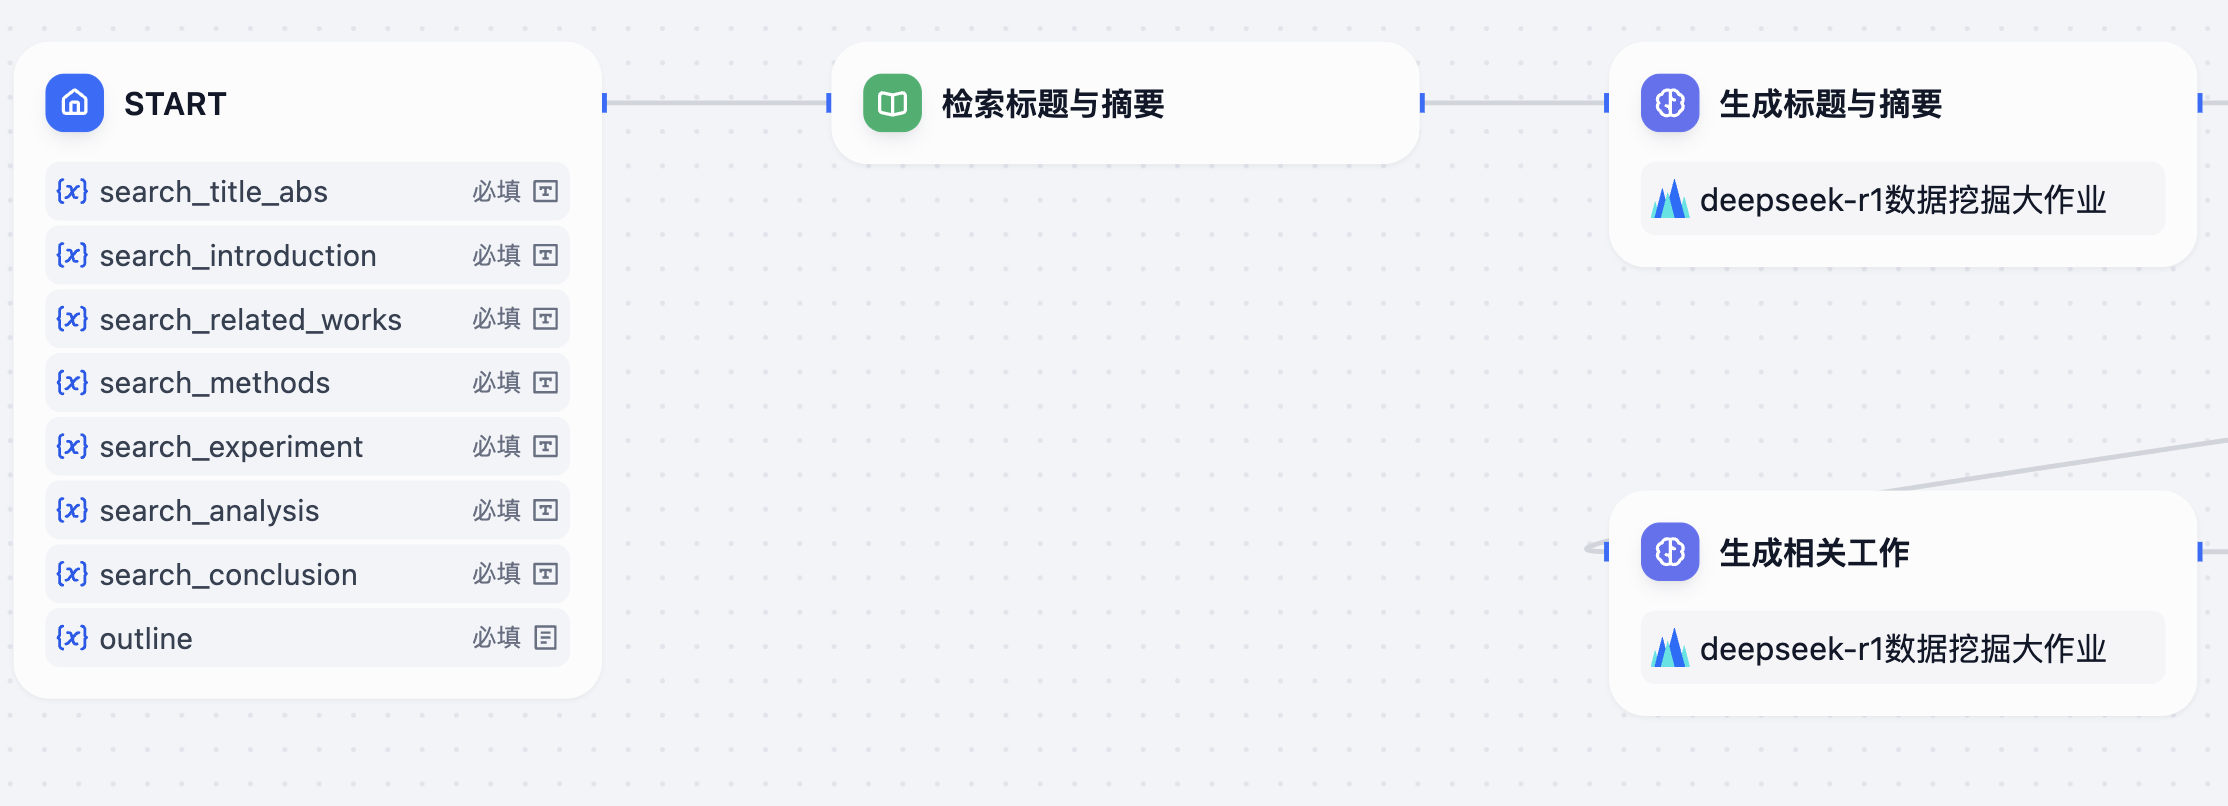 START
{x} search_title_abs 必填
{x} search_introduction 必填
{x} search_related_works 必填
{x} search_methods 必填
{x} search_experiment 必填
{x} search_analysis 必填
{x} search_conclusion 必填
{x} outline 必填
检索标题与摘要
生成标题与摘要
deepseek-r1数据挖掘大作业
生成相关工作
deepseek-r1数据挖掘大作业